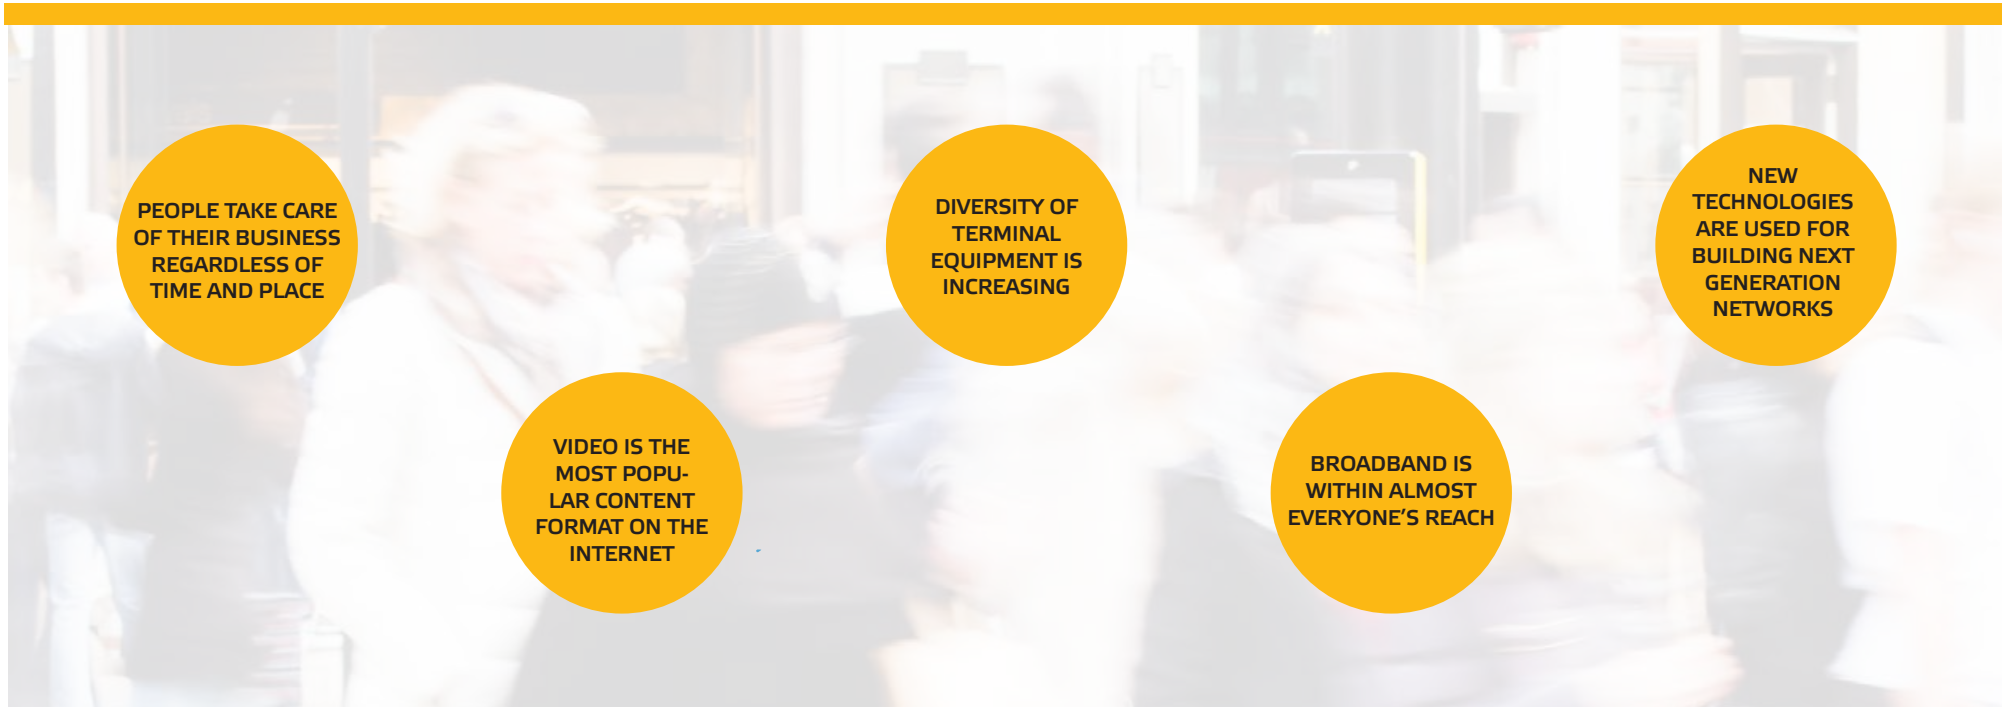 PEOPLE TAKE CARE
OF THEIR BUSINESS
REGARDLESS OF
TIME AND PLACE
VIDEO IS THE
MOST POPU-
LAR CONTENT
FORMAT ON THE
INTERNET
DIVERSITY OF
TERMINAL
EQUIPMENT IS
INCREASING
BROADBAND IS
WITHIN ALMOST
EVERYONE’S REACH
NEW
TECHNOLOGIES
ARE USED FOR
BUILDING NEXT
GENERATION
NETWORKS